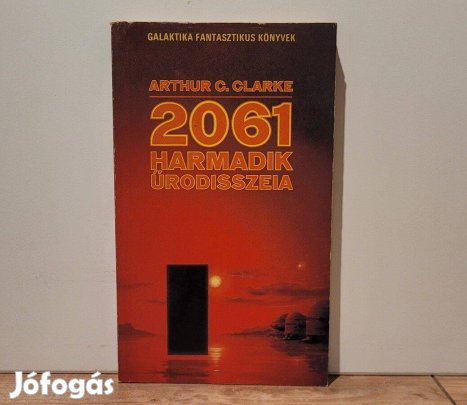 GALAKTIKA FANTASZTIKUS KÖNYVEK
ARTHUR C. CLARKE
2061
HARMADIK
ŰRODISSZEIA
Jófogás